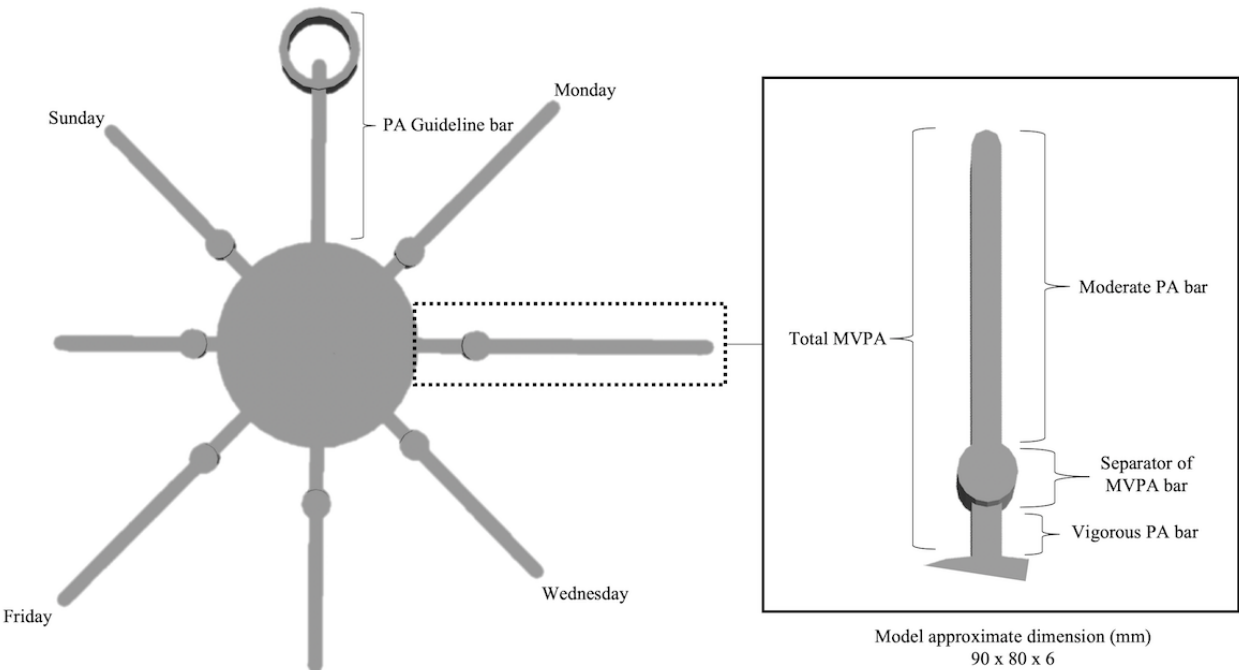 Sunday
Monday
PA Guideline bar
Moderate PA bar
Total MVPA
Separator of
MVPA bar
Vigorous PA bar
Wednesday
Friday
Model approximate dimension (mm)
90 x 80 x 6